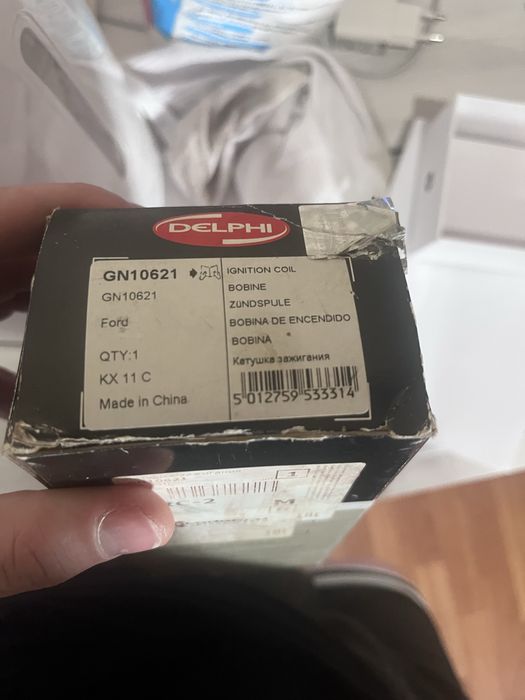 DELPHI
GN10621
GN10621
Ford
QTY:1
KX 11 C
Made in China
IGNITION COIL
BOBINE
ZüNDSPULE
BOBINA DE ENCENDIDO
BOBINA
Катушка зажигания
5 012759 533314
1
M